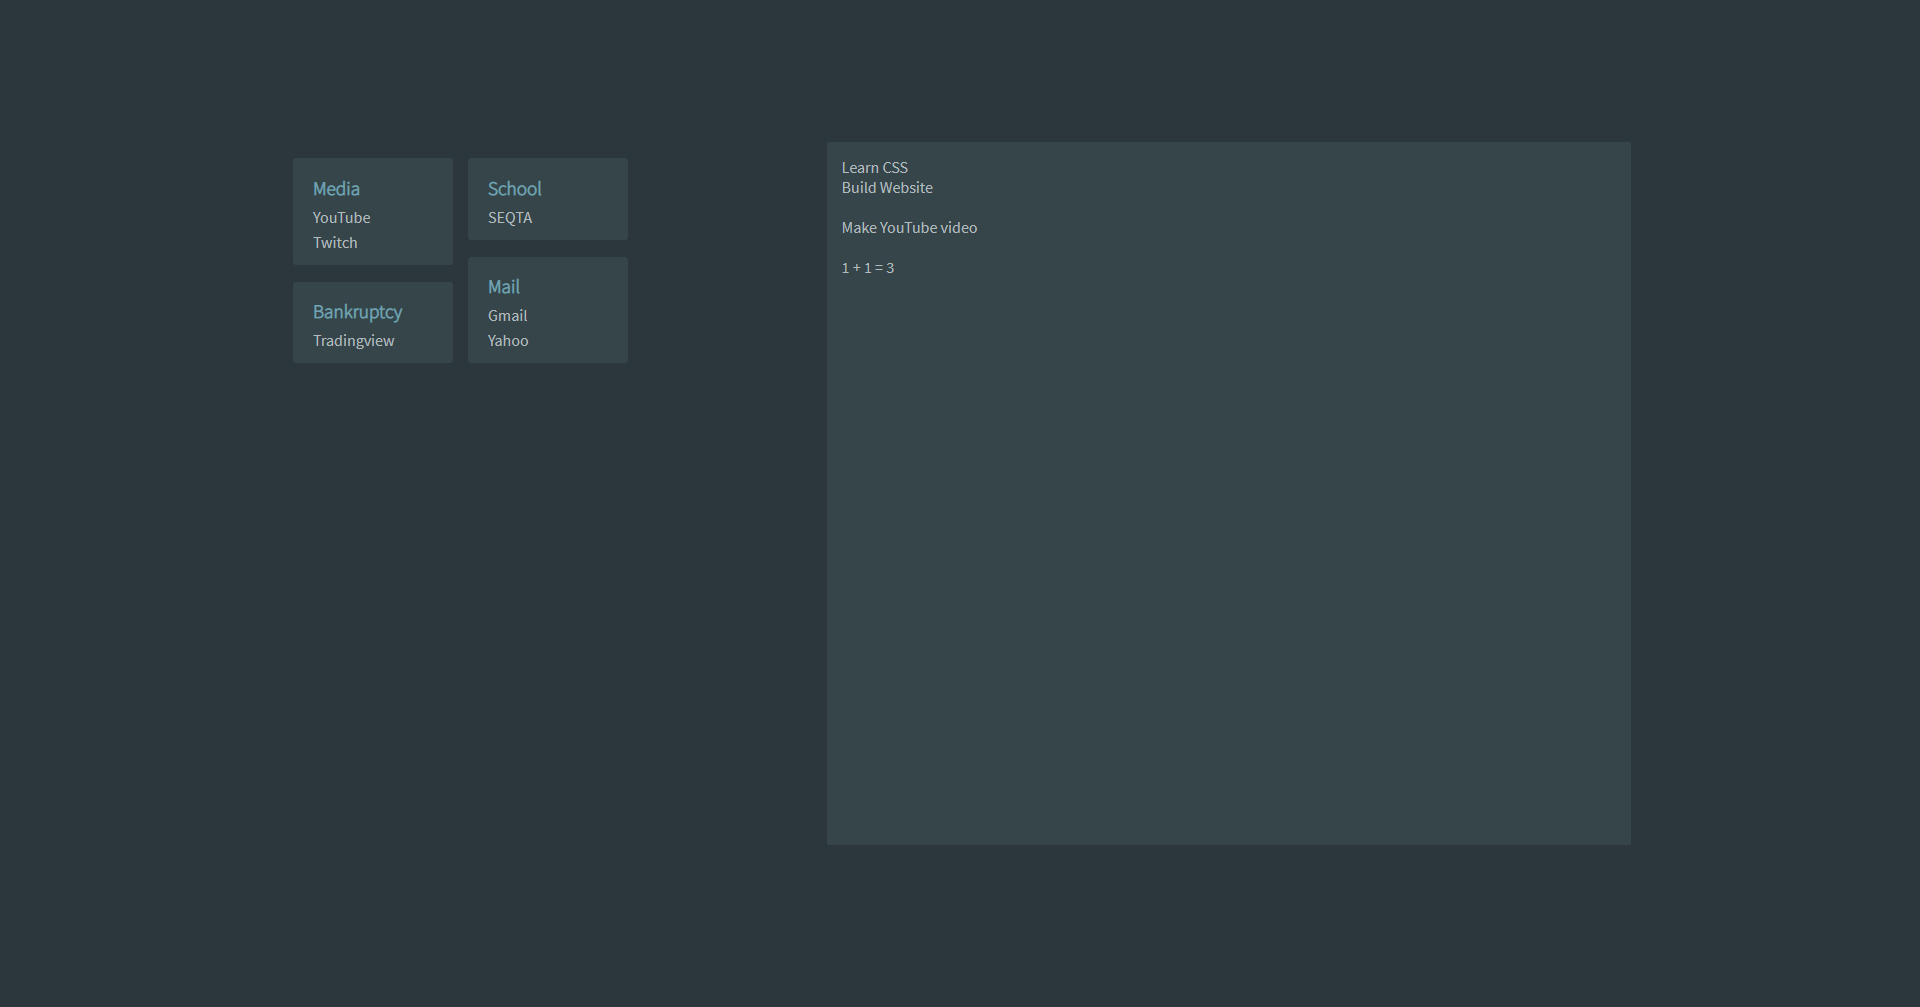 Media
YouTube
Twitch
Bankruptcy
Tradingview
School
SEQTA
Mail
Gmail
Yahoo
Learn CSS
Build Website
Make YouTube video
1 + 1 = 3